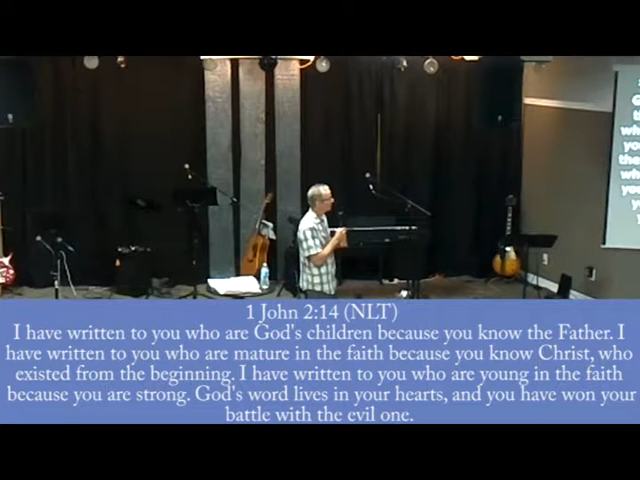 1 John 2:14 (NLT)
I have written to you who are God's children because you know the Father. I
have written to you who are mature in the faith because you know Christ, who
existed from the beginning. I have written to you who are young in the faith
because you are strong. God's word lives in your hearts, and you have won your
battle with the evil one.